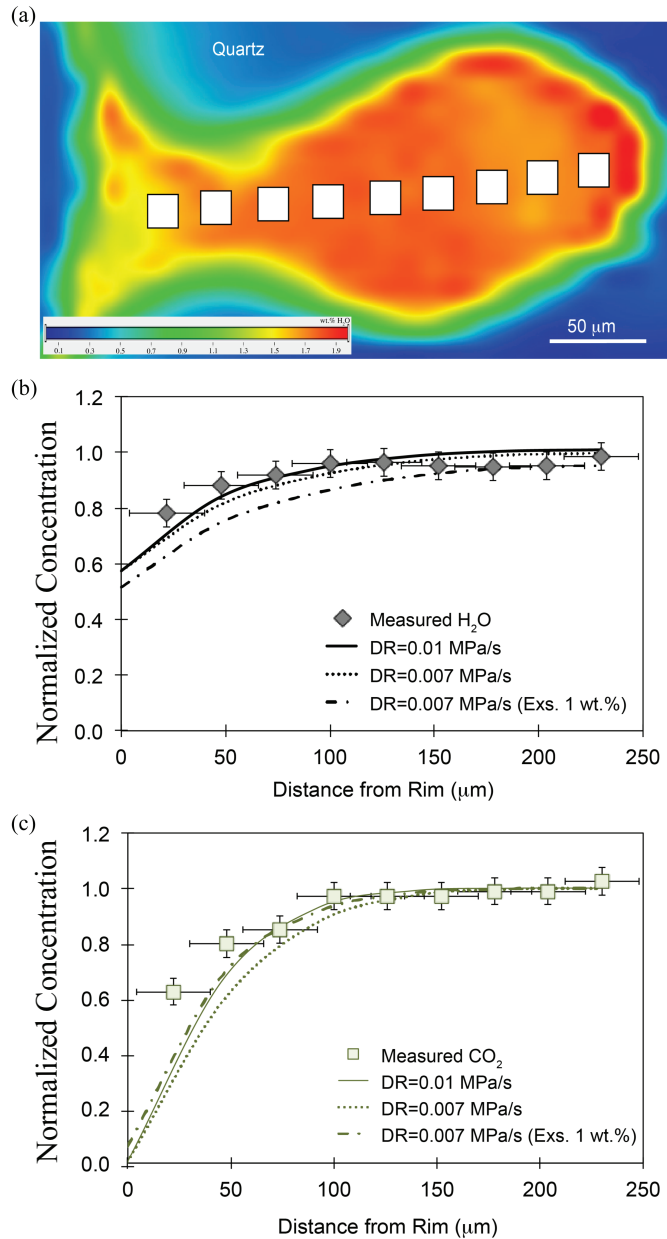 (a)
Quartz
wt.% H2O
0.1 0.3 0.5 0.7 0.9 1.1 1.3 1.5 1.7 1.9
50 μm
(b)
Normalized Concentration
1.2
1.0
0.8
0.6
0.4
0.2
0.0
Measured H2O
DR=0.01 MPa/s
DR=0.007 MPa/s
DR=0.007 MPa/s (Exs. 1 wt.%)
0 50 100 150 200 250
Distance from Rim (μm)
(c)
Normalized Concentration
1.2
1.0
0.8
0.6
0.4
0.2
0.0
Measured CO2
DR=0.01 MPa/s
DR=0.007 MPa/s
DR=0.007 MPa/s (Exs. 1 wt.%)
0 50 100 150 200 250
Distance from Rim (μm)